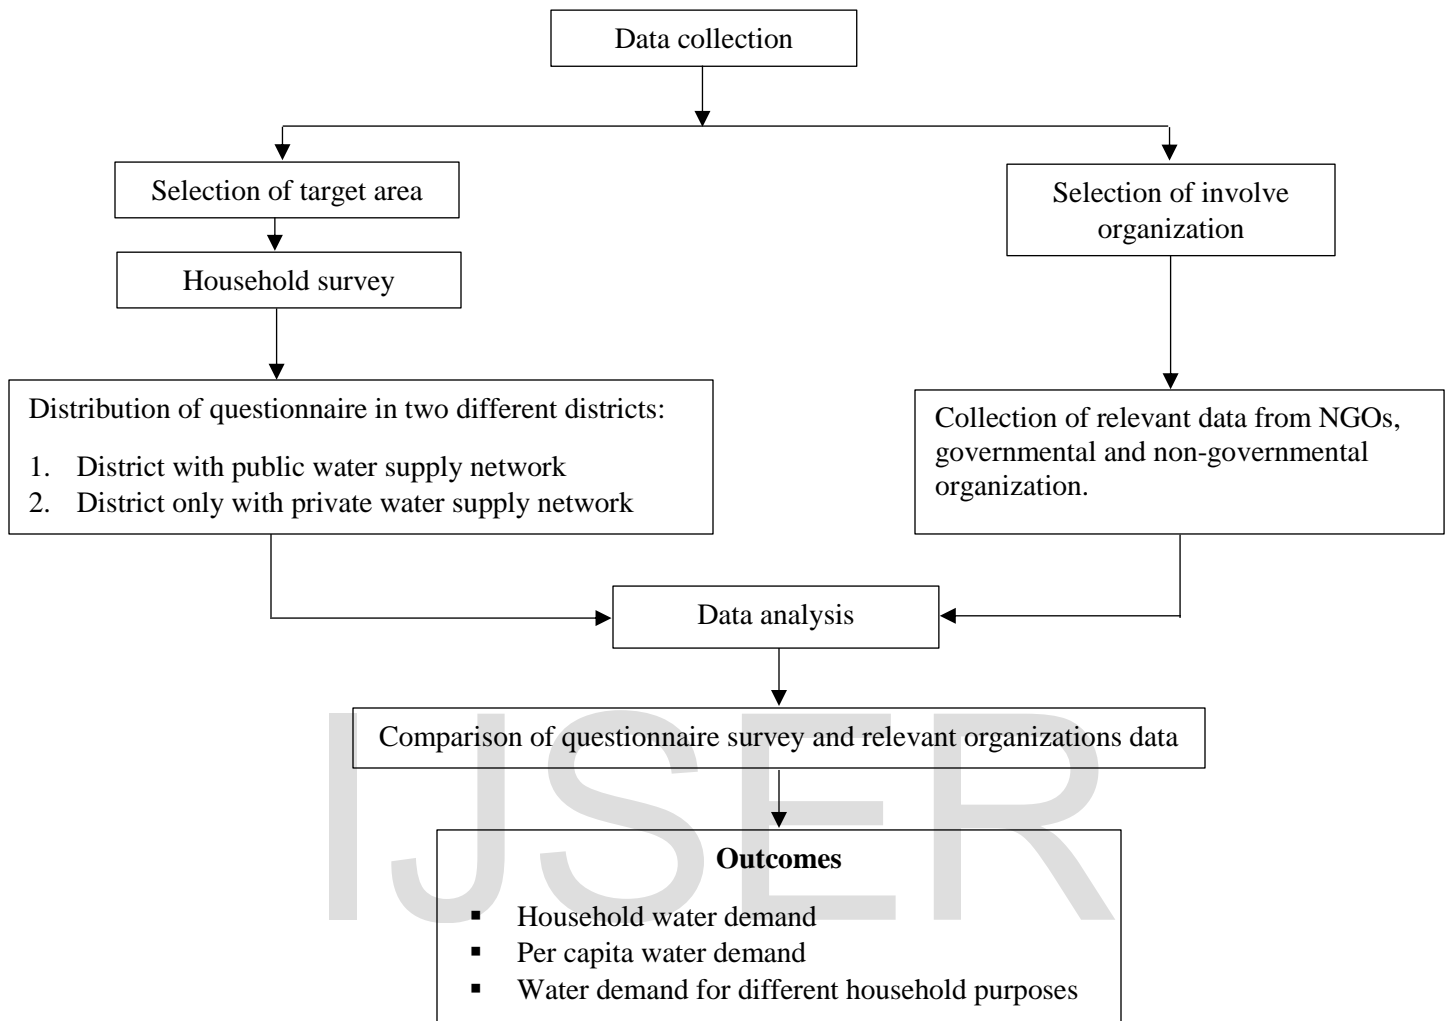 Data collection
Selection of target area
Selection of involve
organization
Household survey
Distribution of questionnaire in two different districts:
1. District with public water supply network
2. District only with private water supply network
Collection of relevant data from NGOs,
governmental and non-governmental
organization.
Data analysis
Comparison of questionnaire survey and relevant organizations data
IJSER
Outcomes
▪ Household water demand
▪ Per capita water demand
▪ Water demand for different household purposes